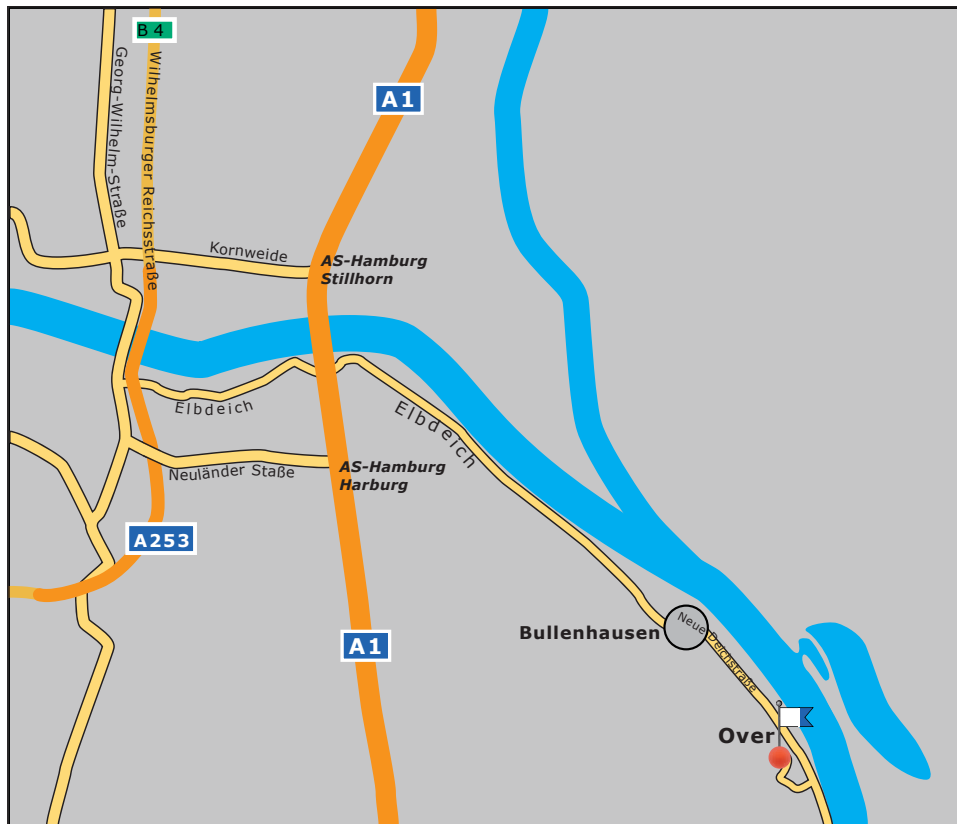 B 4
Georg-Wilhelm-Straße
Wilhelmsburger Reichsstraße
A1
Kornweide
AS-Hamburg
Stillhorn
Elbdeich
Elbdeich
Neuländer Staße
AS-Hamburg
Harburg
A253
Bullenhausen
Neue Deichstraße
A1
Over